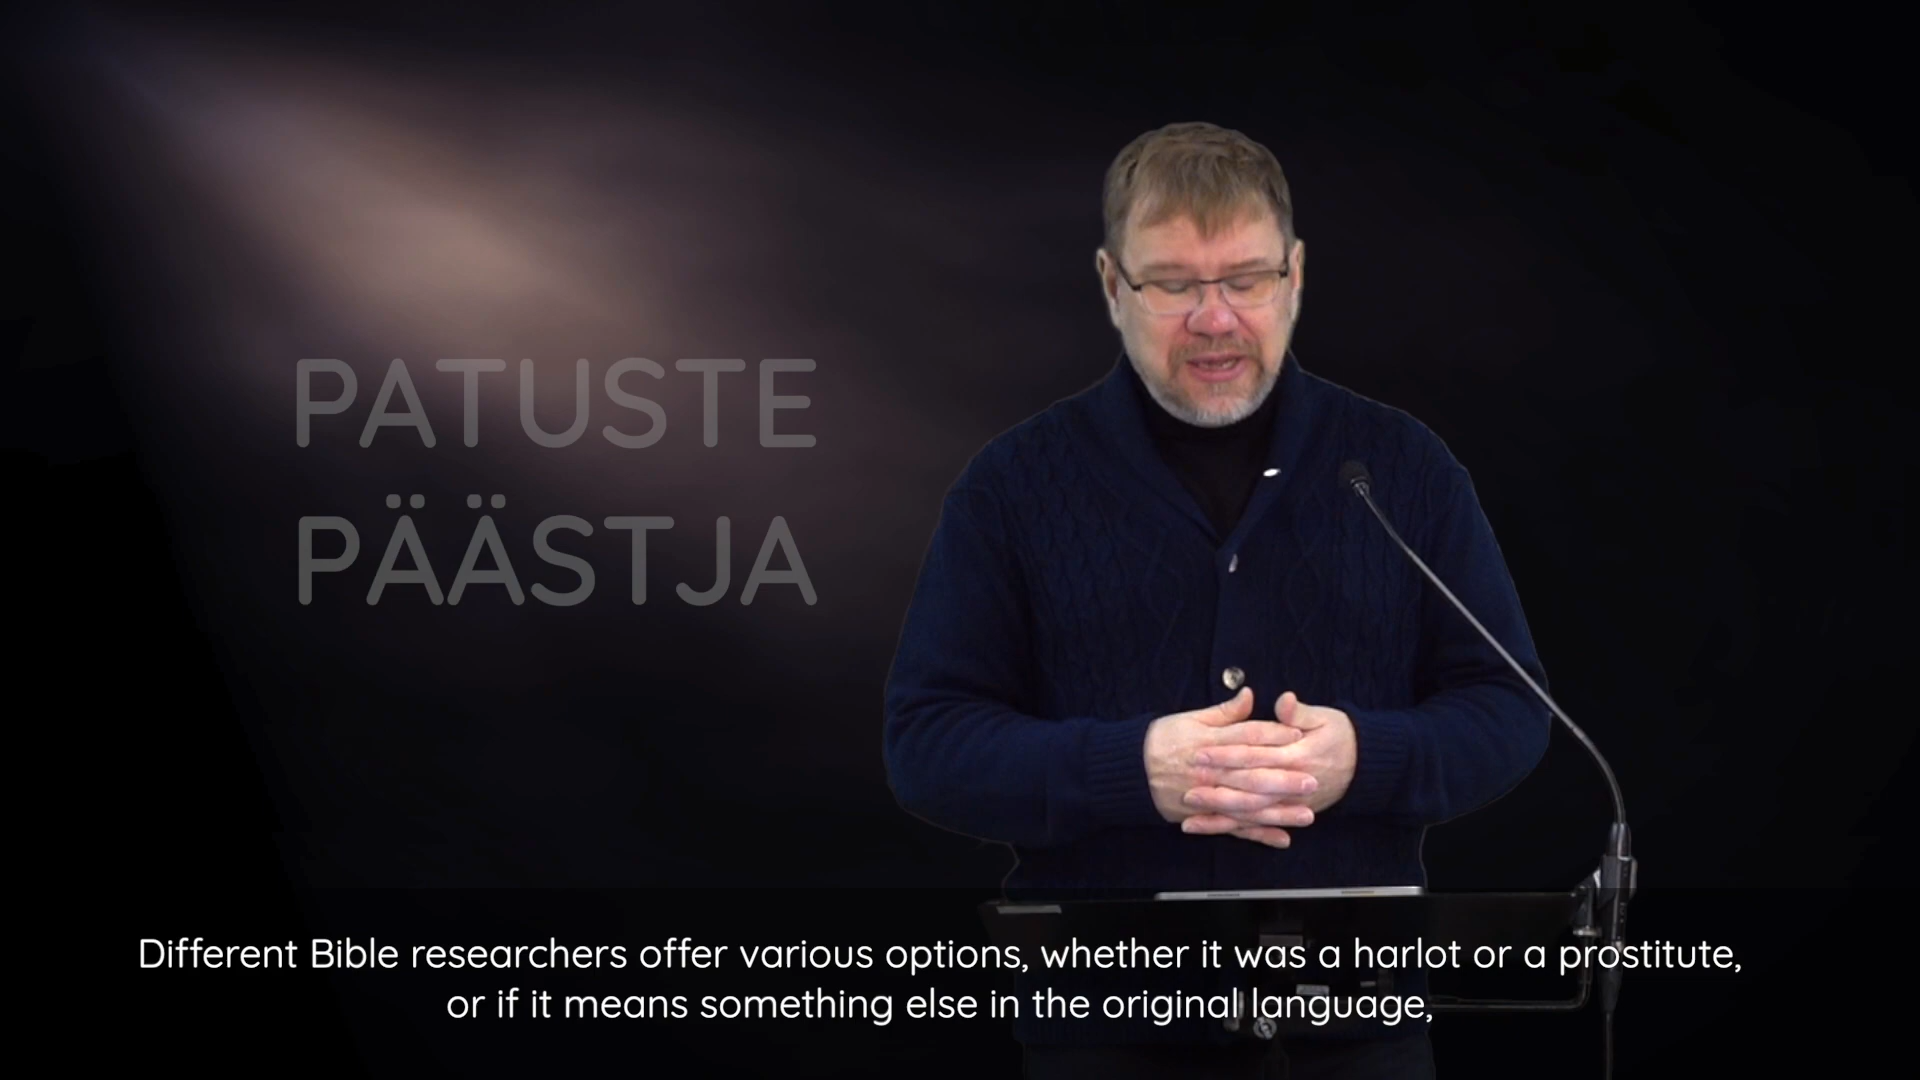 PATUSTE
PÄÄSTJA
Different Bible researchers offer various options, whether it was a harlot or a prostitute,
or if it means something else in the original language,